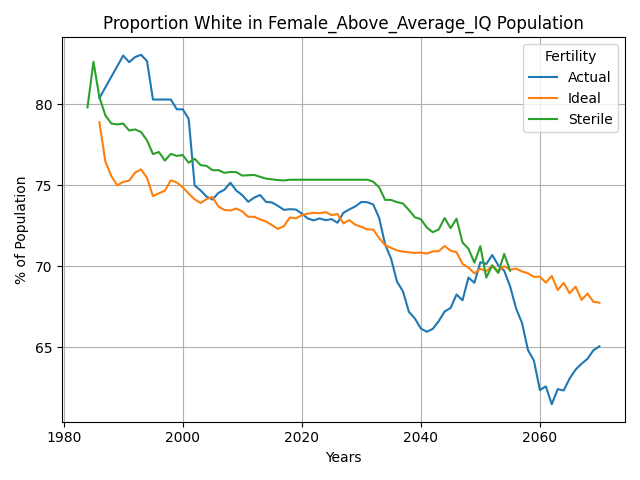 Proportion White in Female_Above_Average_IQ Population
Fertility
Actual
Ideal
Sterile
% of Population
80
75
70
65
1980
2000
2020
2040
2060
Years